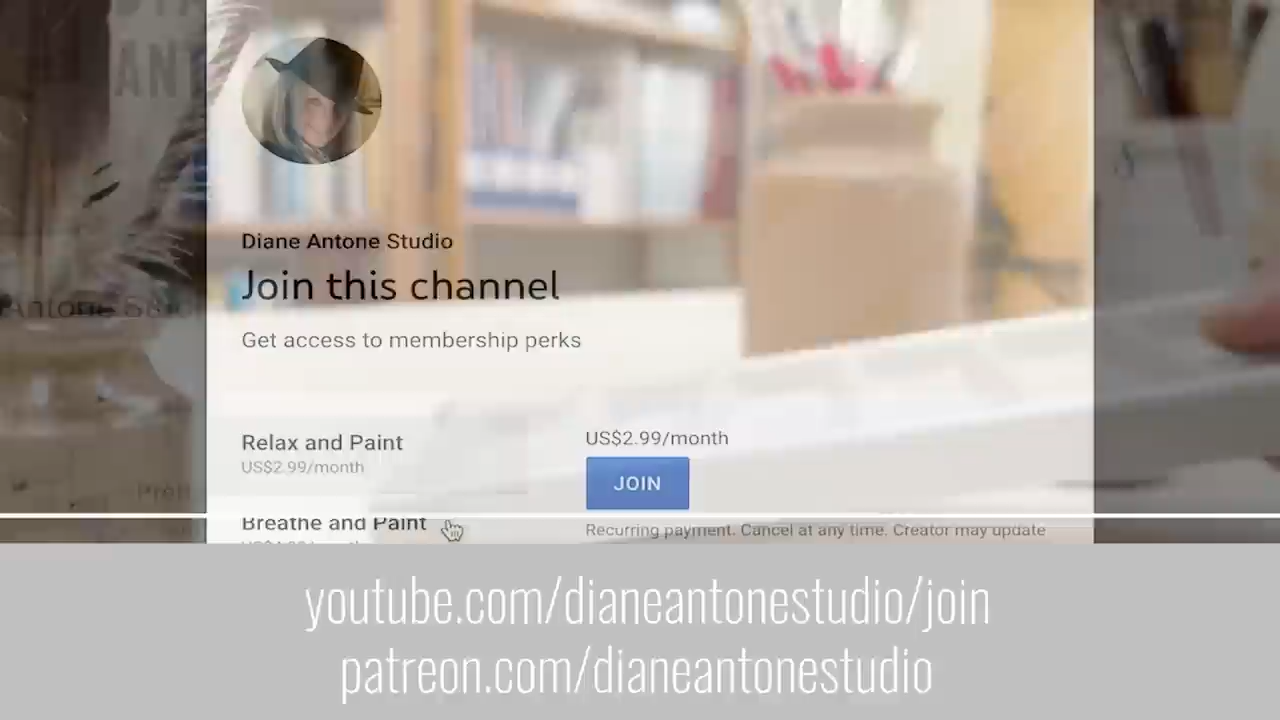 ANT
Antone
Diane Antone Studio
Join this channel
Get access to membership perks
Relax and Paint
US$2.99/month
US$2.99/month
JOIN
Breathe and Paint
Recurring payment. Cancel at any time. Creator may update
youtube.com/dianeantonestudio/join
patreon.com/dianeantonestudio